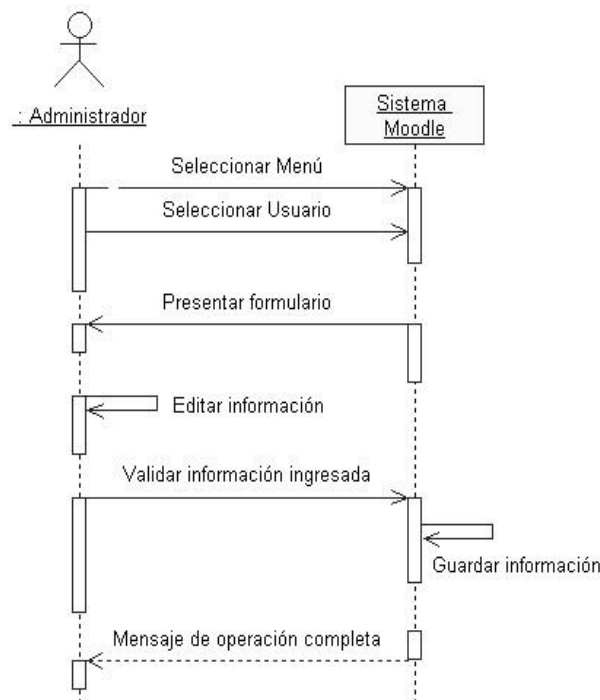 : Administrador
Sistema
Moodle
Seleccionar Menú
Seleccionar Usuario
Presentar formulario
Editar información
Validar información ingresada
Guardar información
Mensaje de operación completa